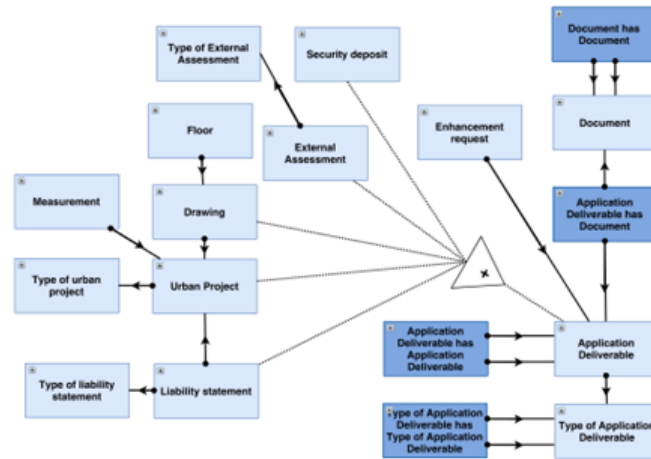 Document has
Document
Type of External
Assessment
Security deposit
Floor
Enhancement
request
Document
External
Assessment
Measurement
Drawing
Application
Deliverable has
Document
Type of urban
project
Urban Project
Application
Deliverable has
Application
Deliverable
Application
Deliverable
Type of liability
statement
Liability statement
Type of Application
Deliverable has
Type of Application
Deliverable
Type of Application
Deliverable
x